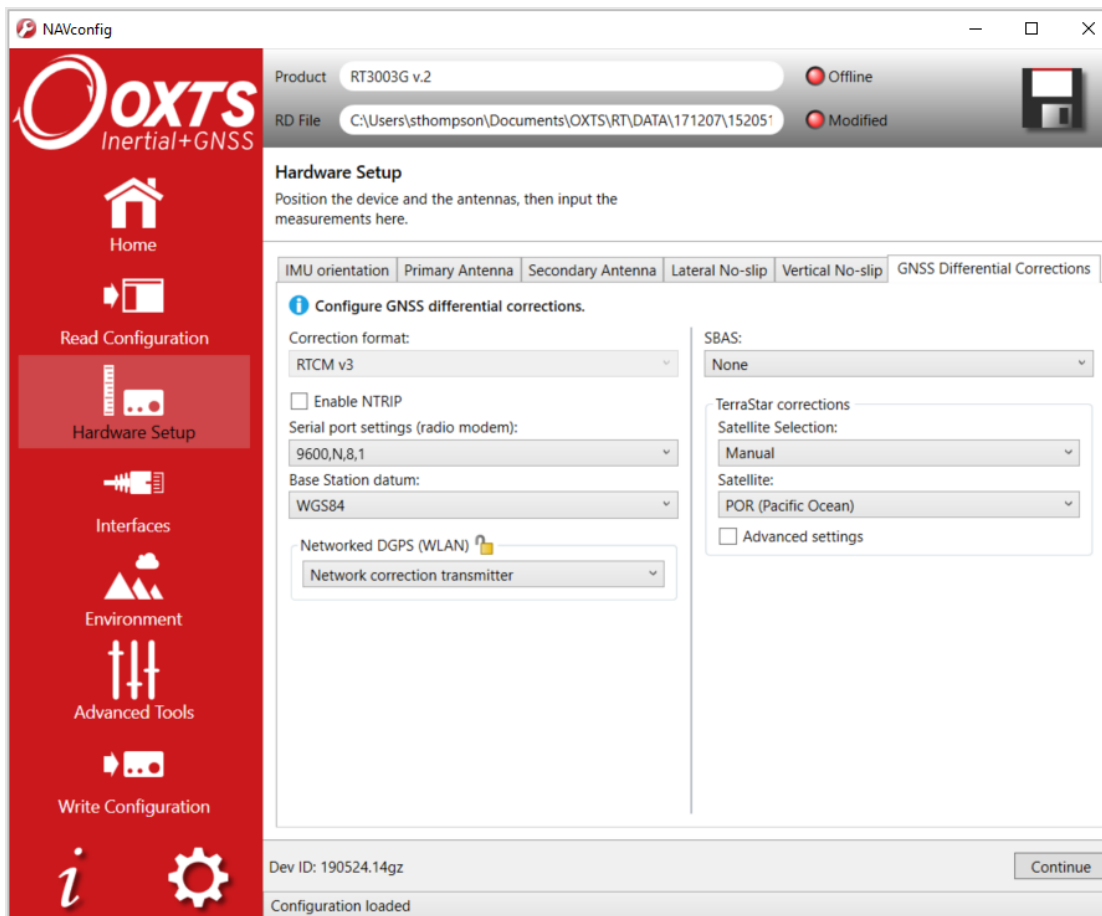 NAVconfig
OXTS
Inertial+GNSS
Product RT3003G v.2 Offline
RD File C:\Users\sthompson\Documents\OXTS\RT\DATA\171207\152051 Modified
Home
Read Configuration
Hardware Setup
Interfaces
Environment
Advanced Tools
Write Configuration
i
Hardware Setup
Position the device and the antennas, then input the
measurements here.
IMU orientation Primary Antenna Secondary Antenna Lateral No-slip Vertical No-slip GNSS Differential Corrections
i Configure GNSS differential corrections.
Correction format:
RTCM v3
Enable NTRIP
Serial port settings (radio modem):
9600,N,8,1
Base Station datum:
WGS84
Networked DGPS (WLAN)
Network correction transmitter
SBAS:
None
TerraStar corrections
Satellite Selection:
Manual
Satellite:
POR (Pacific Ocean)
Advanced settings
Dev ID: 190524.14gz
Continue
Configuration loaded